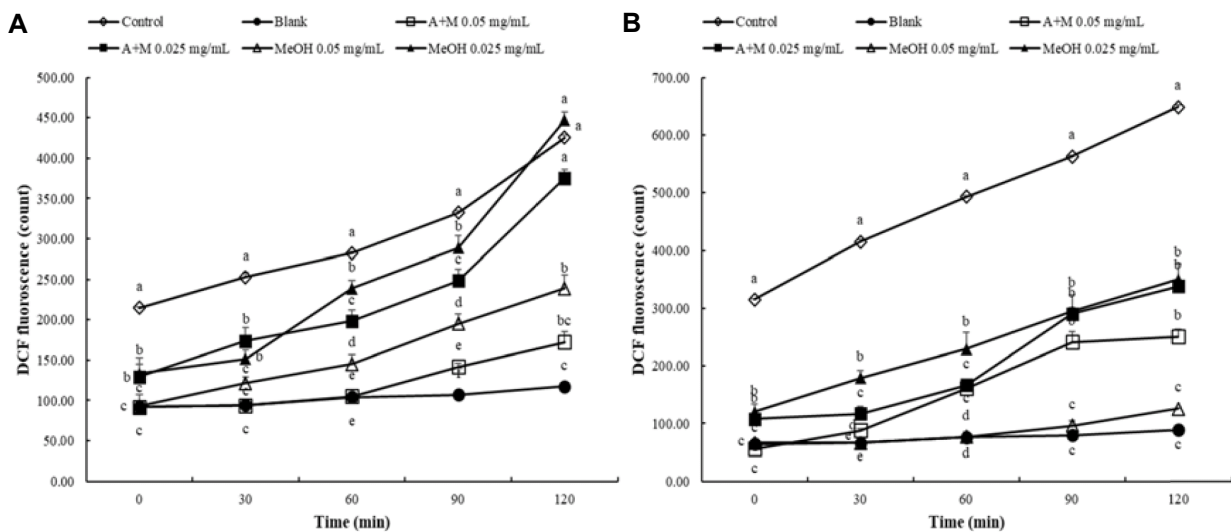 A
Control
Blank
A+M 0.05 mg/mL
A+M 0.025 mg/mL
MeOH 0.05 mg/mL
MeOH 0.025 mg/mL
500.00
450.00
400.00
350.00
300.00
250.00
200.00
150.00
100.00
50.00
0.00
DCF fluoroscence (count)
a
a
a
a
a
a
a
b
b
b
b
b
b
c
c
c
c
c
c
c
c
d
d
e
e
e
bc
c
b
c
0
30
60
90
120
Time (min)
B
Control
Blank
A+M 0.05 mg/mL
A+M 0.025 mg/mL
MeOH 0.05 mg/mL
MeOH 0.025 mg/mL
700.00
600.00
500.00
400.00
300.00
200.00
100.00
0.00
DCF fluoroscence (count)
a
a
a
a
a
b
b
b
b
b
b
b
b
b
b
c
c
c
c
c
c
c
c
c
c
d
d
e
e
0
30
60
90
120
Time (min)